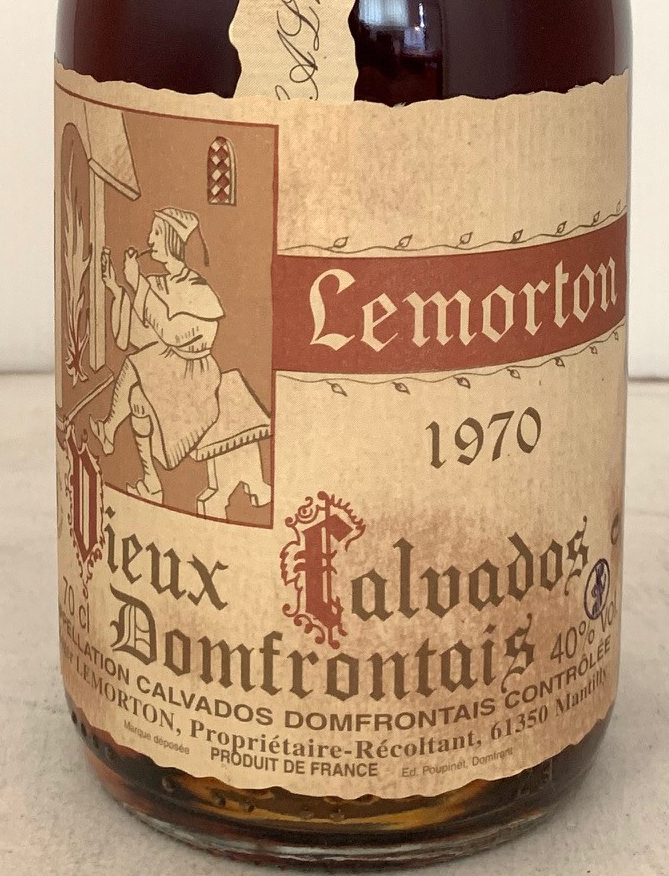 CAL
Lemorton
1970
Vieux Calvados
70 cl Domfrontais 40% vol
APPELLATION CALVADOS DOMFRONTAIS CONTRÔLÉE
LEMORTON, Propriétaire-Récoltant, 61350 Mantilly
Marque déposée PRODUIT DE FRANCE Ed. Poupinet, Domfront